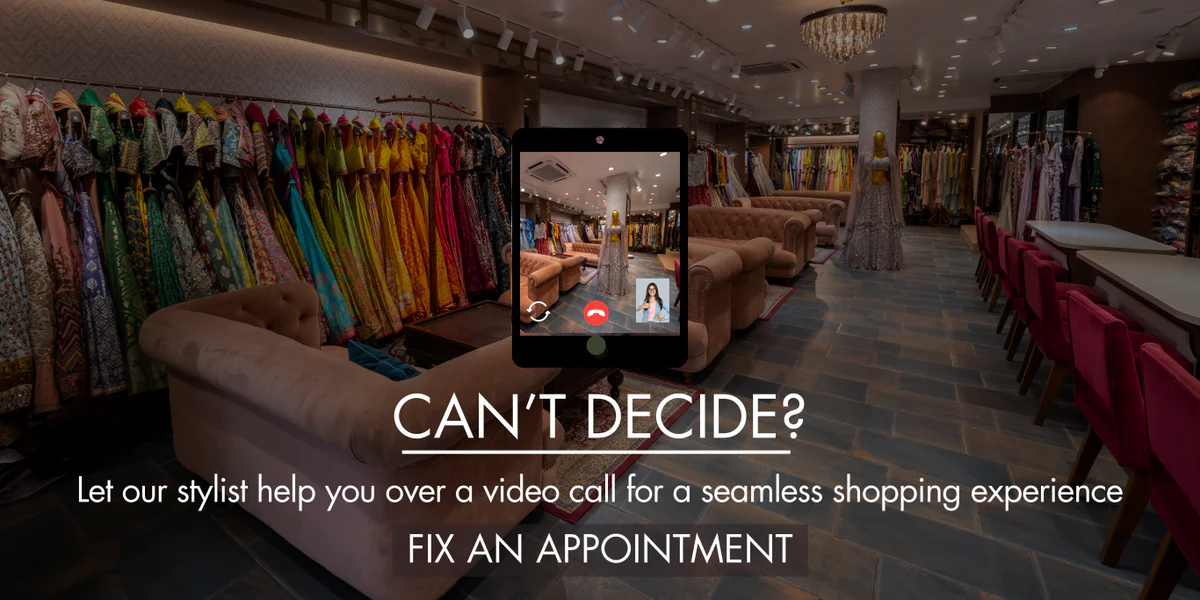 CAN'T DECIDE?
Let our stylist help you over a video call for a seamless shopping experience
FIX AN APPOINTMENT